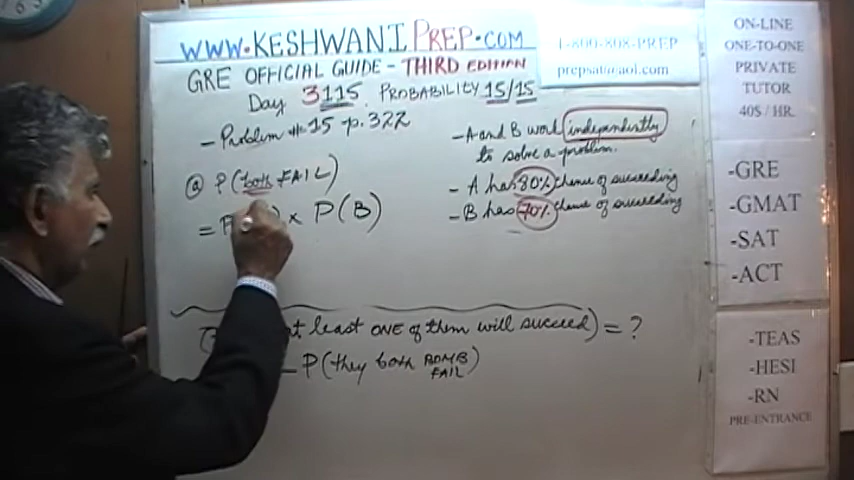 WWW.KESHWANIPREP.COM
1-800-808-PREP
prepsat@aol.com
GRE OFFICIAL GUIDE - THIRD EDITION
Day 3115 PROBABILITY 15/15
- Problem #15 p.322
(a) P(both FAIL)
= P ) x P(B)
- A and B work independently
to solve a problem.
- A has 80% chance of succeeding
- B has 70% chance of succeeding
t least ONE of them will succeed) = ?
- P(they both BOMB
FAIL)
ON-LINE
ONE-TO-ONE
PRIVATE
TUTOR
40$ / HR.
-GRE
-GMAT
-SAT
-ACT
-TEAS
-HESI
-RN
PRE-ENTRANCE